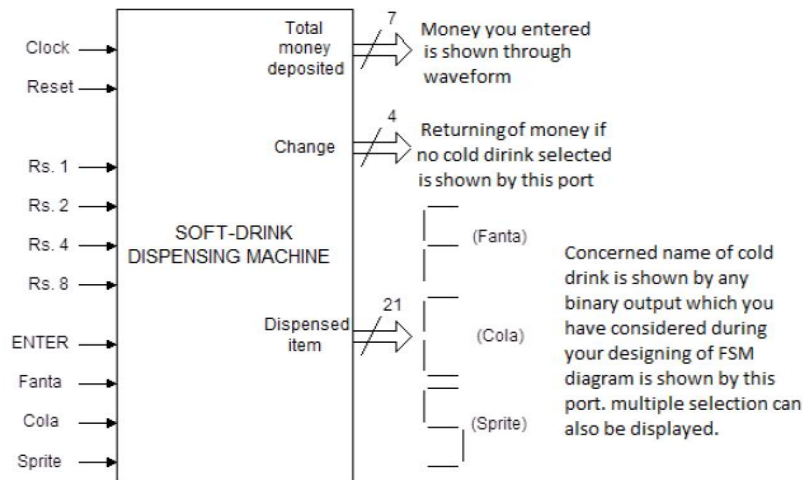 Clock
Reset
Rs. 1
Rs. 2
Rs. 4
Rs. 8
ENTER
Fanta
Cola
Sprite
SOFT-DRINK
DISPENSING MACHINE
Total
money
deposited
7
Money you entered
is shown through
waveform
Change
4
Returningof money if
no cold dirink selected
is shown by this port
Dispensed
item
21
(Fanta)
(Cola)
(Sprite)
Concerned name of cold
drink is shown by any
binary output which you
have considered during
your designing of FSM
diagram is shown by this
port. multiple selection can
also be displayed.